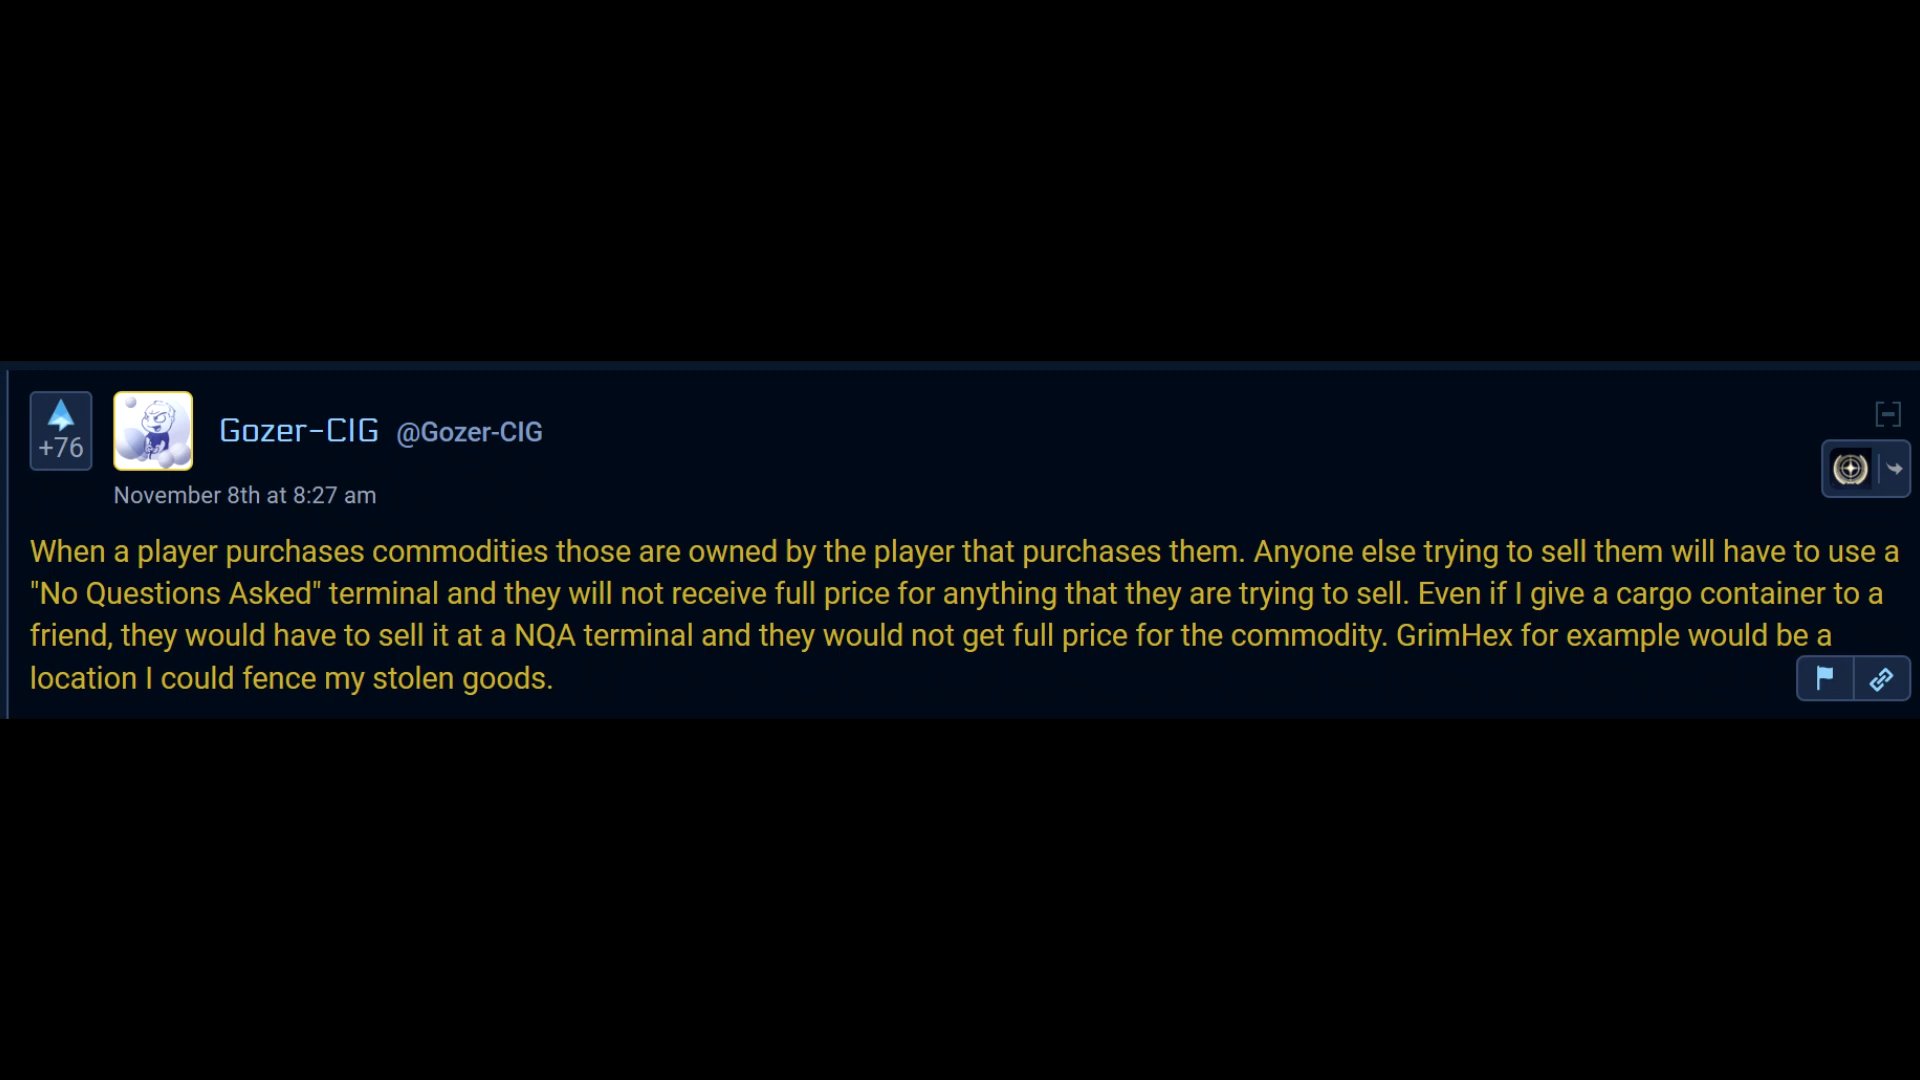 +76
Gozer-CIG @Gozer-CIG
November 8th at 8:27 am
When a player purchases commodities those are owned by the player that purchases them. Anyone else trying to sell them will have to use a
"No Questions Asked" terminal and they will not receive full price for anything that they are trying to sell. Even if I give a cargo container to a
friend, they would have to sell it at a NQA terminal and they would not get full price for the commodity. GrimHex for example would be a
location I could fence my stolen goods.